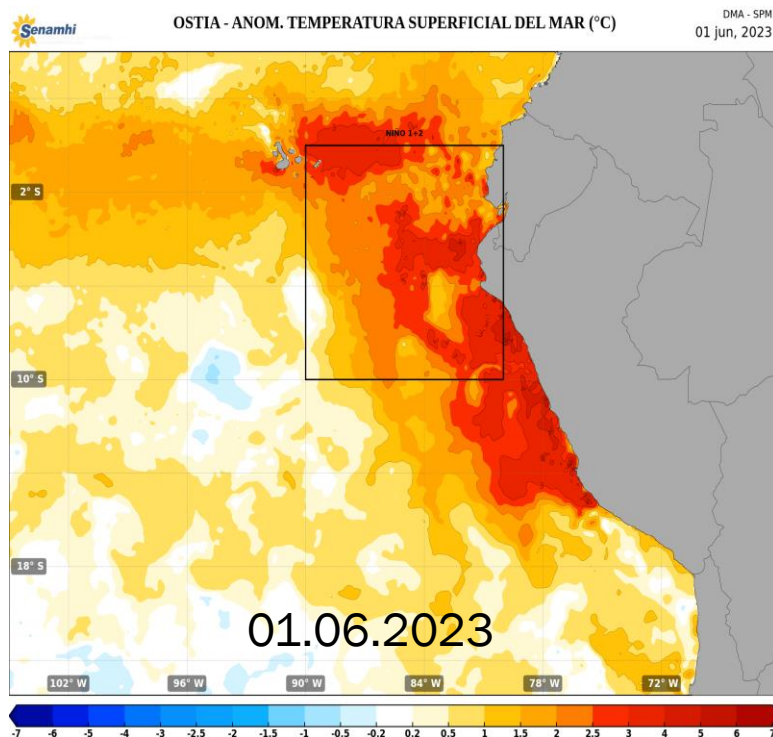 Senamhi
OSTIA - ANOM. TEMPERATURA SUPERFICIAL DEL MAR (°C)
DMA - SPM
01 jun, 2023
NINO 1+2
2° S
10° S
18° S
01.06.2023
102° W 96° W 90° W 84° W 78° W 72° W
-7 -6 -5 -4 -3 -2.5 -2 -1.5 -1 -0.5 -0.2 0.2 0.5 1 1.5 2 2.5 3 4 5 6 7